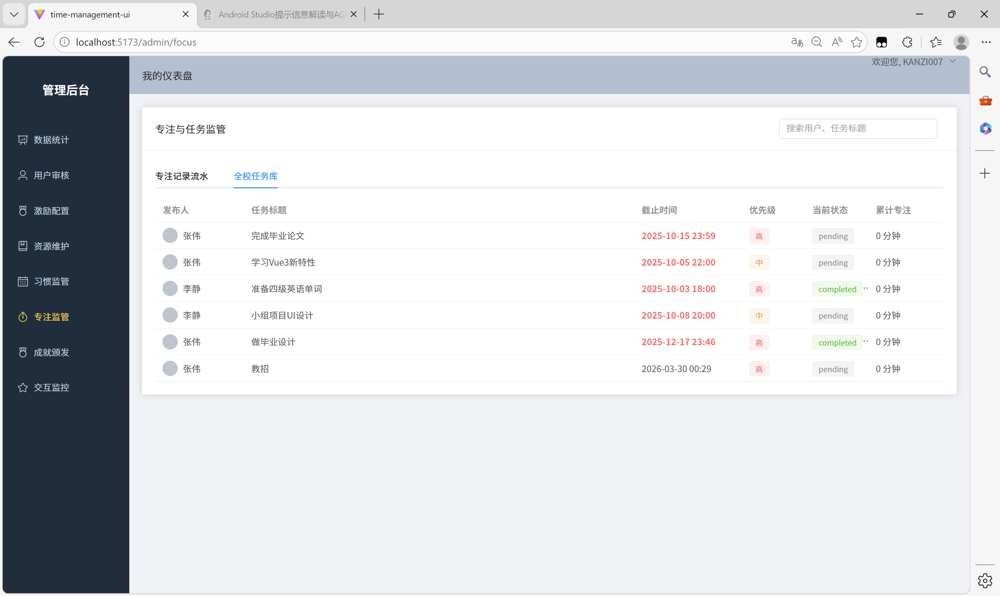 time-management-ui
Android Studio提示信息解读与AG
localhost:5173/admin/focus
管理后台
数据统计
用户审核
激励配置
资源维护
习惯监管
专注监管
成就颁发
交互监控
欢迎您, KANZI007
我的仪表盘
专注与任务监管
搜索用户、任务标题
专注记录流水 全校任务库
发布人 任务标题 截止时间 优先级 当前状态 累计专注
张伟 完成毕业论文 2025-10-15 23:59 高 pending 0 分钟
张伟 学习Vue3新特性 2025-10-05 22:00 中 pending 0 分钟
李静 准备四级英语单词 2025-10-03 18:00 高 completed ·· 0 分钟
李静 小组项目UI设计 2025-10-08 20:00 中 pending 0 分钟
张伟 做毕业设计 2025-12-17 23:46 高 completed ·· 0 分钟
张伟 教招 2026-03-30 00:29 高 pending 0 分钟